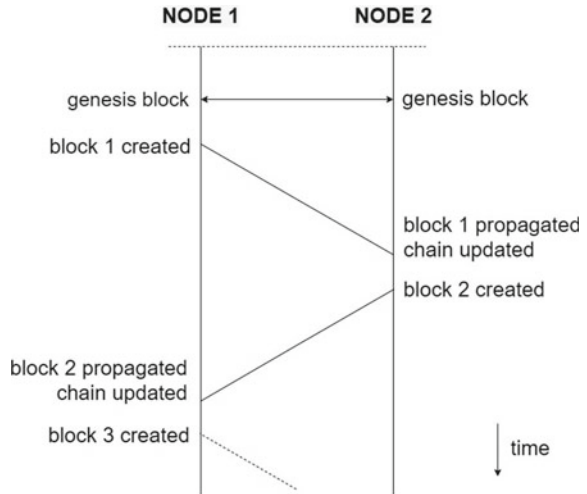 NODE 1
NODE 2
genesis block
genesis block
block 1 created
block 1 propagated
chain updated
block 2 created
block 2 propagated
chain updated
block 3 created
time